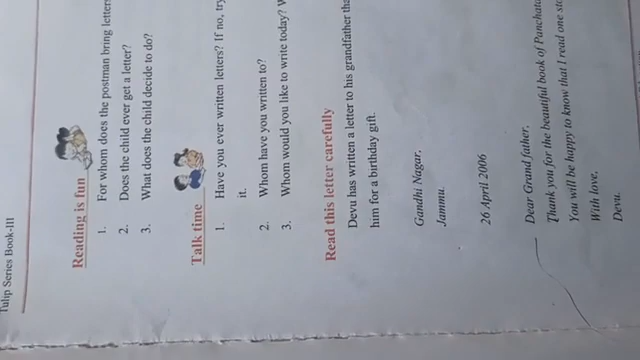 Tulip Series Book-III
Reading is fun
1. For whom does the postman bring letters
2. Does the child ever get a letter?
3. What does the child decide to do?
Talk time
1. Have you ever written letters? If no, try
it.
2. Whom have you written to?
3. Whom would you like to write today?
Read this letter carefully
Devu has written a letter to his grandfather
him for a birthday gift.
Gandhi Nagar,
Jammu.
26 April 2006
Dear Grand father,
Thank you for the beautiful book of
You will be happy to know that I read one
With love,
Devu.